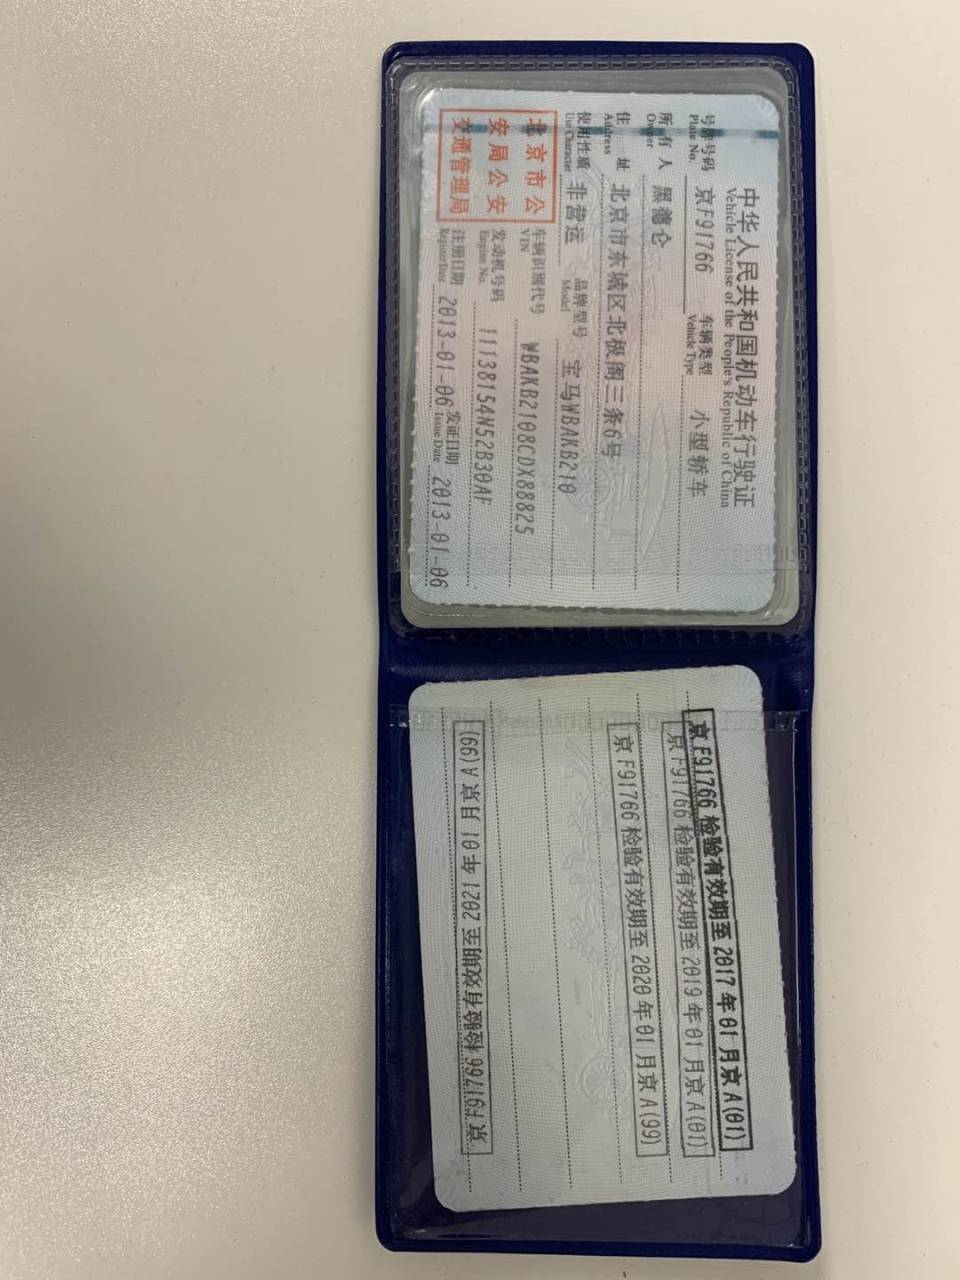 中华人民共和国机动车行驶证
Vehicle License of the People's Republic of China
号牌号码 京F91766 车辆类型 小型轿车
Plate No. Vehicle Type
所有人 黑德仑
Owner
住址 北京市东城区北极阁三条6号
Address
使用性质 非营运 品牌型号 宝马WBAKB210
Use Character Model
北京市公
安局公安
交通管理局
车辆识别代号 WBAKB2108CDX88825
VIN
发动机号码 11138154N52B30AF
Engine No.
注册日期 2013-01-06 发证日期 2013-01-06
Register Date Issue Date
京F91766 检验有效期至 2017年01月京A(01)
京F91766 检验有效期至 2019年01月京A(01)
京F91766 检验有效期至 2020年01月京A(99)
京F91766 检验有效期至 2021年01月京A(99)